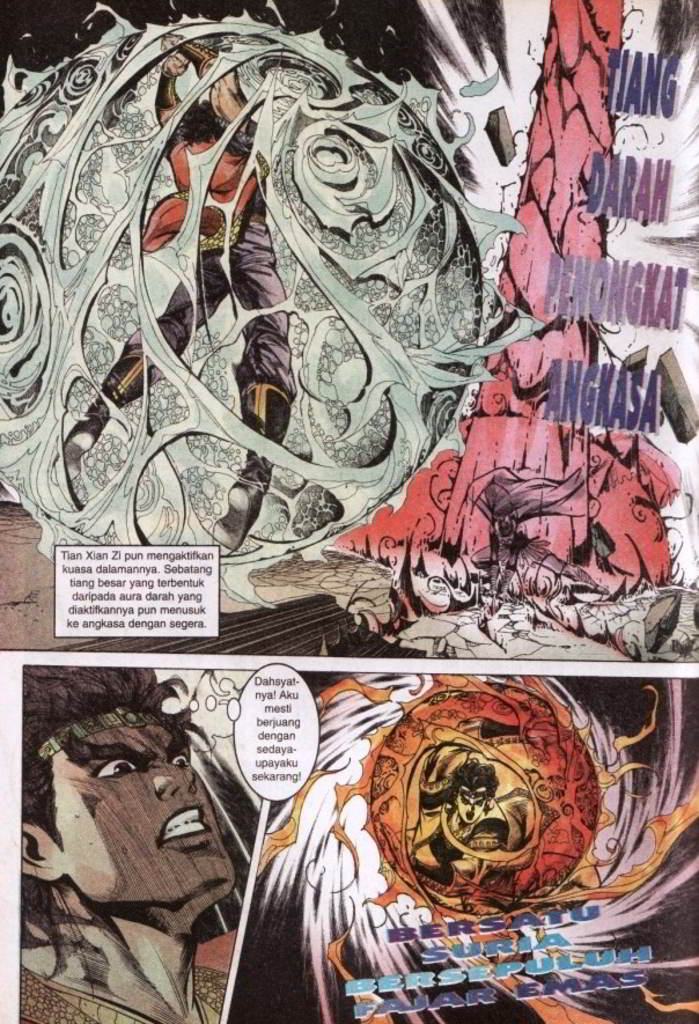 TIANG
DARAH
PENONGKAT
ANGKASA
Tian Xian Zi pun mengaktifkan
kuasa dalamannya. Sebatang
tiang besar yang terbentuk
daripada aura darah yang
diaktifkannya pun menusuk
ke angkasa dengan segera.
Dahsyat-
nya! Aku
mesti
berjuang
dengan
sedaya-
upayaku
sekarang!
BERSATU
SURIA
BERSEPULUH
FAJAR EMAS